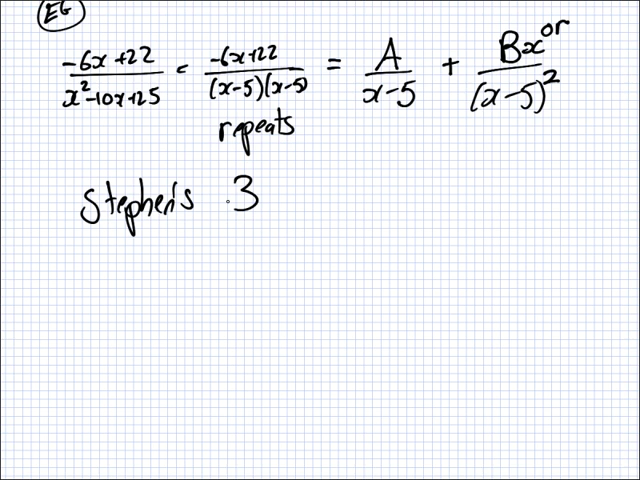 EG
-6x+22 / x²-10x+25 = -6x+22 / (x-5)(x-5) = A / x-5 + Bx or / (x-5)²
repeats
Stephen's 3